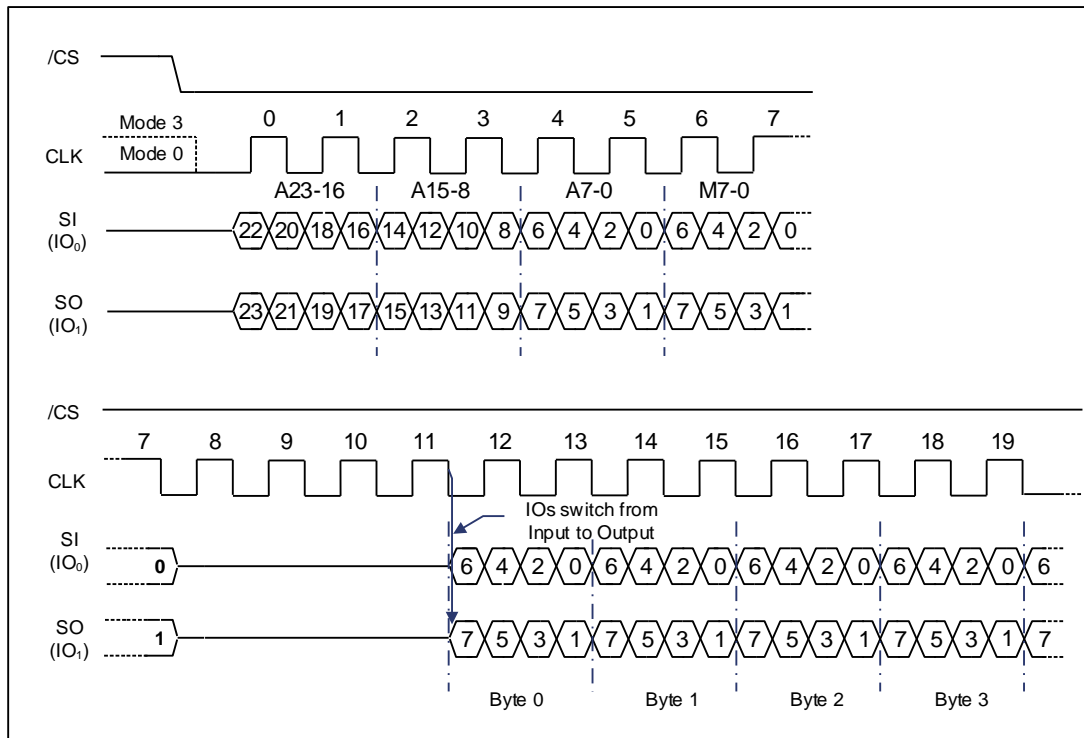 /CS
0 1 2 3 4 5 6 7
Mode 3
Mode 0
CLK
A23-16 A15-8 A7-0 M7-0
SI
(IO₀)
22 20 18 16 14 12 10 8 6 4 2 0 6 4 2 0
SO
(IO₁)
23 21 19 17 15 13 11 9 7 5 3 1 7 5 3 1
/CS
7 8 9 10 11 12 13 14 15 16 17 18 19
CLK
IOs switch from
Input to Output
SI
(IO₀)
0 6 4 2 0 6 4 2 0 6 4 2 0 6 4 2 0 6
SO
(IO₁)
1 7 5 3 1 7 5 3 1 7 5 3 1 7 5 3 1 7
Byte 0 Byte 1 Byte 2 Byte 3